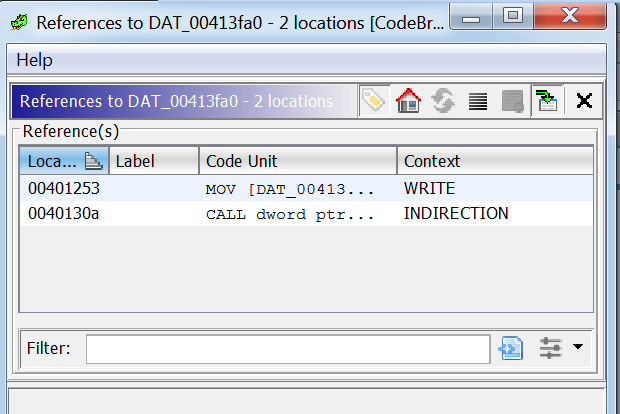 References to DAT_00413fa0 - 2 locations [CodeBr...
Help
References to DAT_00413fa0 - 2 locations
Reference(s)
Loca... Label Code Unit Context
00401253 MOV [DAT_00413... WRITE
0040130a CALL dword ptr... INDIRECTION
Filter: